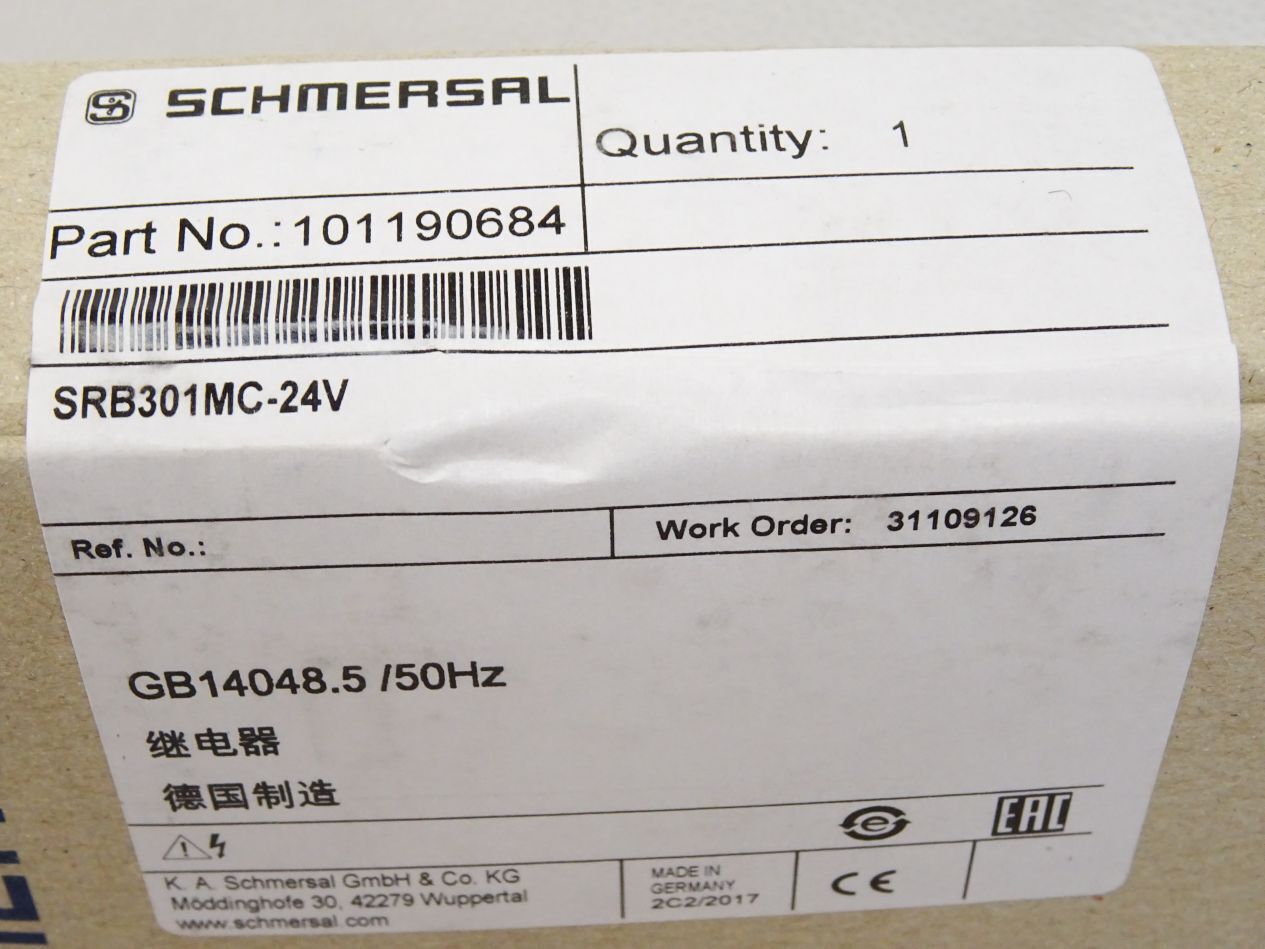 SCHMERSAL
Quantity: 1
Part No.:101190684
SRB301MC-24V
Ref. No.:
Work Order: 31109126
GB14048.5 /50Hz
继电器
德国制造
EAC
K. A. Schmersal GmbH & Co. KG
Möddinghofe 30, 42279 Wuppertal
www.schmersal.com
MADE IN
GERMANY
2C2/2017
CE